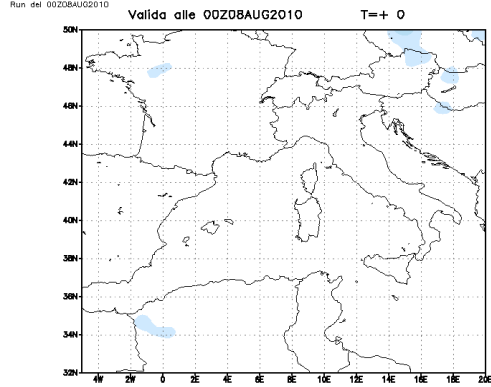 Run del 00Z08AUG2010
Valida alle 00Z08AUG2010 T=+ 0
50N
48N
46N
44N
42N
40N
38N
36N
34N
32N
4W 2W 0 2E 4E 6E 8E 10E 12E 14E 16E 18E 20E